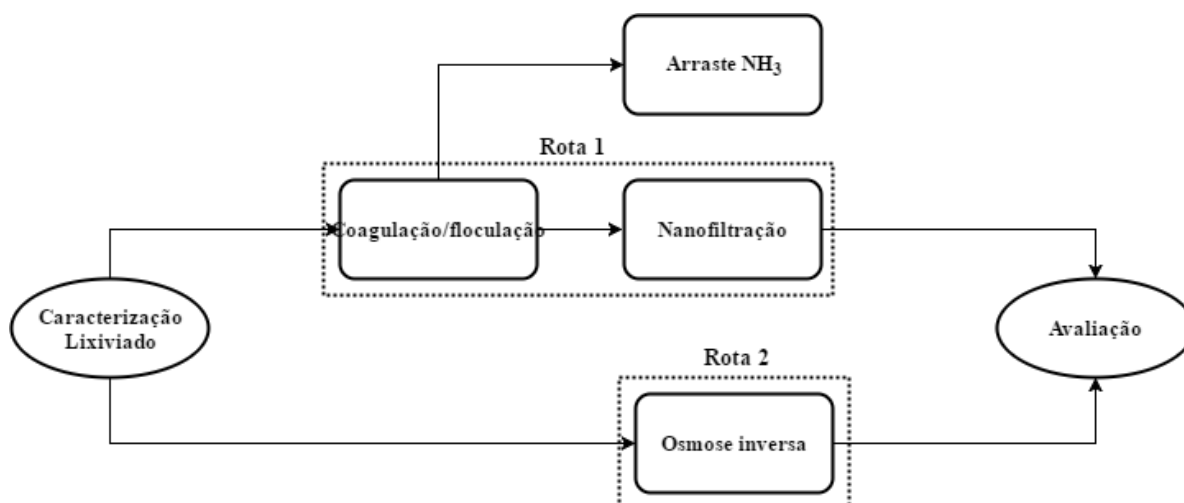 Arraste NH3
Rota 1
Coagulação/floculação
Nanofiltração
Caracterização
Lixiviado
Avaliação
Rota 2
Osmose inversa